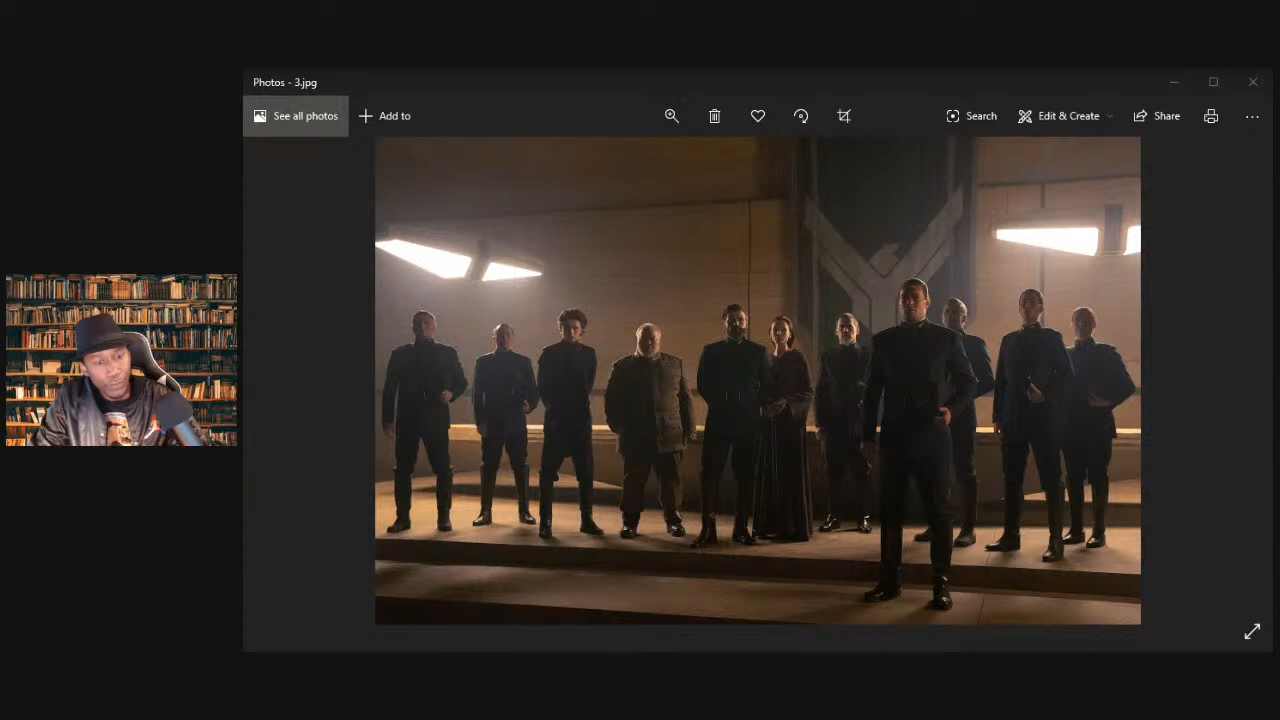 Photos - 3.jpg
See all photos
Add to
Search
Edit & Create
Share